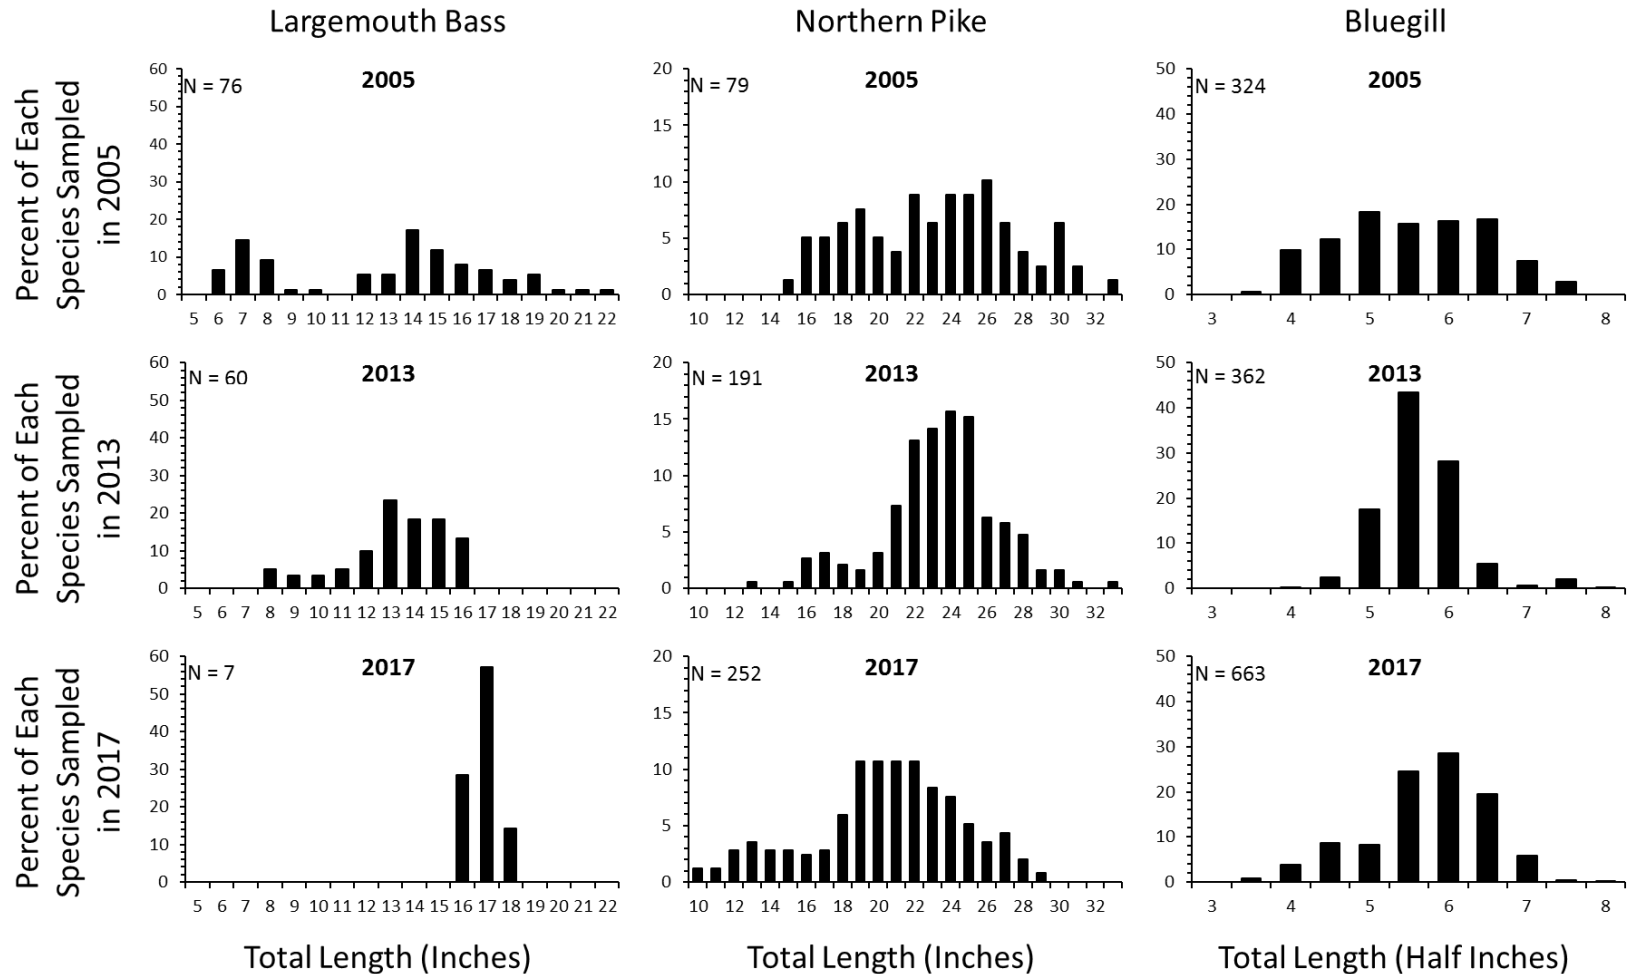 Largemouth Bass
Northern Pike
Bluegill
Percent of Each
Species Sampled
in 2005
60
50
40
30
20
10
0
N = 76
2005
5 6 7 8 9 10 11 12 13 14 15 16 17 18 19 20 21 22
20
15
10
5
0
N = 79
2005
10 12 14 16 18 20 22 24 26 28 30 32
50
40
30
20
10
0
N = 324
2005
3 4 5 6 7 8
Percent of Each
Species Sampled
in 2013
60
50
40
30
20
10
0
N = 60
2013
5 6 7 8 9 10 11 12 13 14 15 16 17 18 19 20 21 22
20
15
10
5
0
N = 191
2013
10 12 14 16 18 20 22 24 26 28 30 32
50
40
30
20
10
0
N = 362
2013
3 4 5 6 7 8
Percent of Each
Species Sampled
in 2017
60
50
40
30
20
10
0
N = 7
2017
5 6 7 8 9 10 11 12 13 14 15 16 17 18 19 20 21 22
20
15
10
5
0
N = 252
2017
10 12 14 16 18 20 22 24 26 28 30 32
50
40
30
20
10
0
N = 663
2017
3 4 5 6 7 8
Total Length (Inches)
Total Length (Inches)
Total Length (Half Inches)